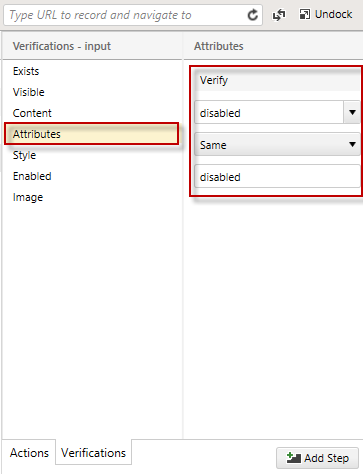 Type URL to record and navigate to
Undock
Verifications - input
Attributes
Exists
Visible
Content
Attributes
Style
Enabled
Image
Verify
disabled
Same
disabled
Actions
Verifications
Add Step